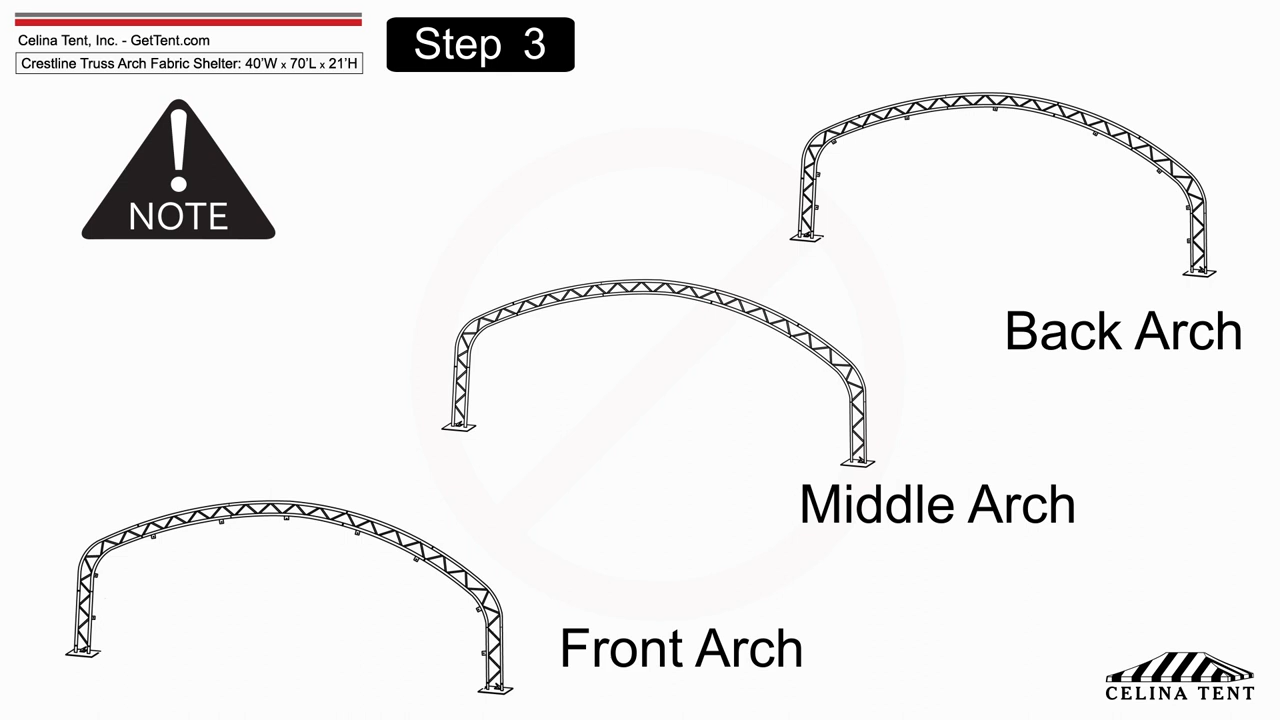 Celina Tent, Inc. - GetTent.com
Crestline Truss Arch Fabric Shelter: 40'W x 70'L x 21'H
Step 3
NOTE
Back Arch
Middle Arch
Front Arch
CELINA TENT